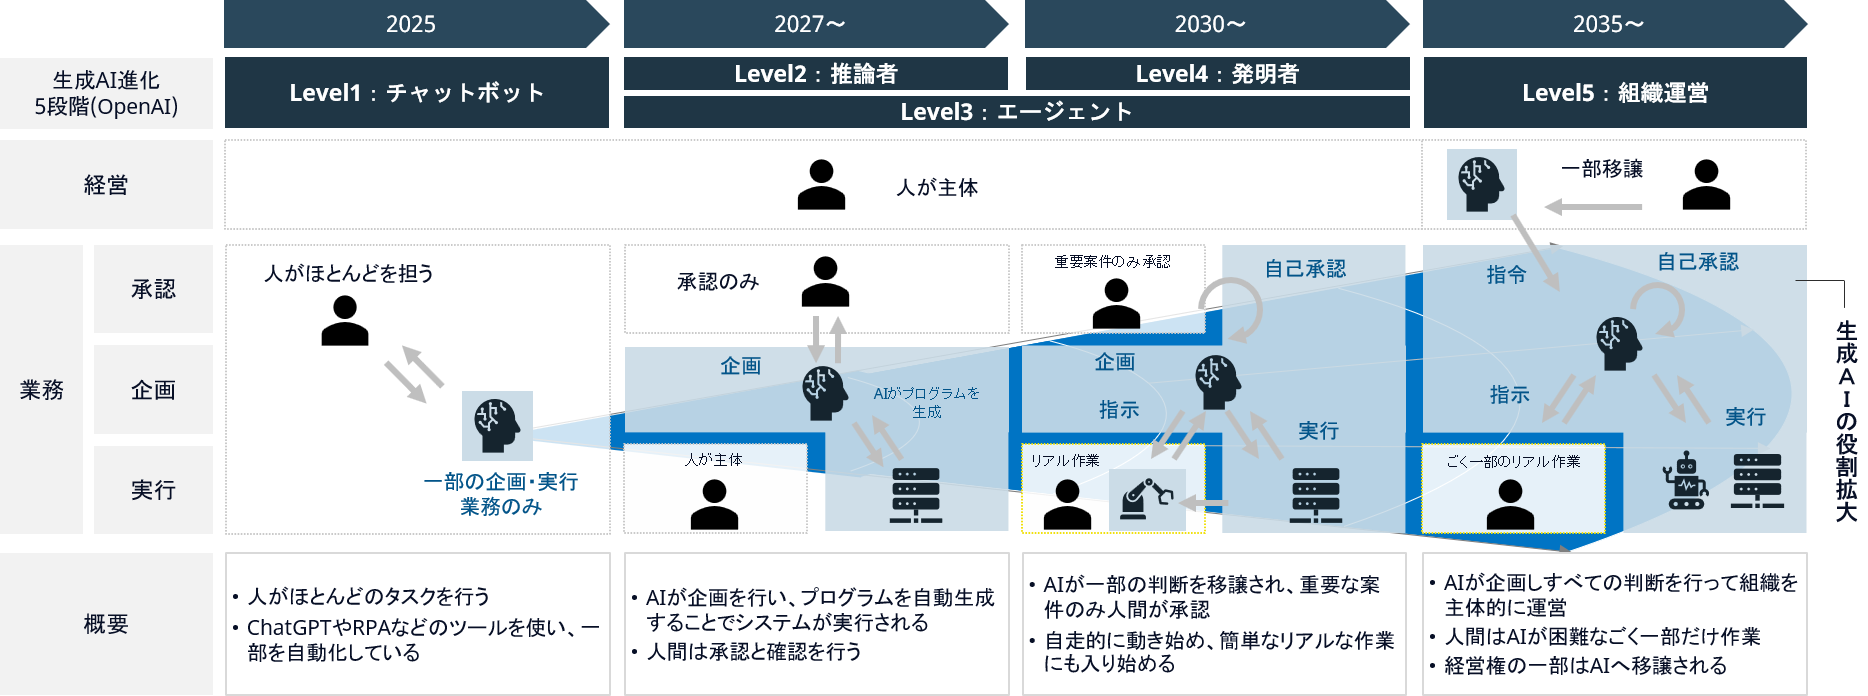 2025
2027～
2030～
2035～
生成AI進化
5段階(OpenAI)
Level1：チャットボット
Level2：推論者
Level4：発明者
Level3：エージェント
Level5：組織運営
経営
人が主体
一部移譲
業務
承認
企画
実行
人がほとんどを担う
一部の企画・実行
業務のみ
承認のみ
企画
AIがプログラムを
生成
人が主体
重要案件のみ承認
自己承認
企画
指示
実行
リアル作業
指令
自己承認
指示
実行
ごく一部のリアル作業
生成AIの役割拡大
概要
• 人がほとんどのタスクを行う
• ChatGPTやRPAなどのツールを使い、一
部を自動化している
• AIが企画を行い、プログラムを自動生成
することでシステムが実行される
• 人間は承認と確認を行う
• AIが一部の判断を移譲され、重要な案
件のみ人間が承認
• 自走的に動き始め、簡単なリアルな作業
にも入り始める
• AIが企画しすべての判断を行って組織を
主体的に運営
• 人間はAIが困難なごく一部だけ作業
• 経営権の一部はAIへ移譲される